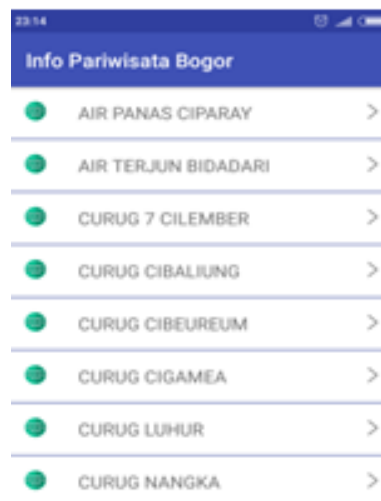 23:14
Info Pariwisata Bogor
AIR PANAS CIPARAY
AIR TERJUN BIDADARI
CURUG 7 CILEMBER
CURUG CIBALIUNG
CURUG CIBEUREUM
CURUG CIGAMEA
CURUG LUHUR
CURUG NANGKA